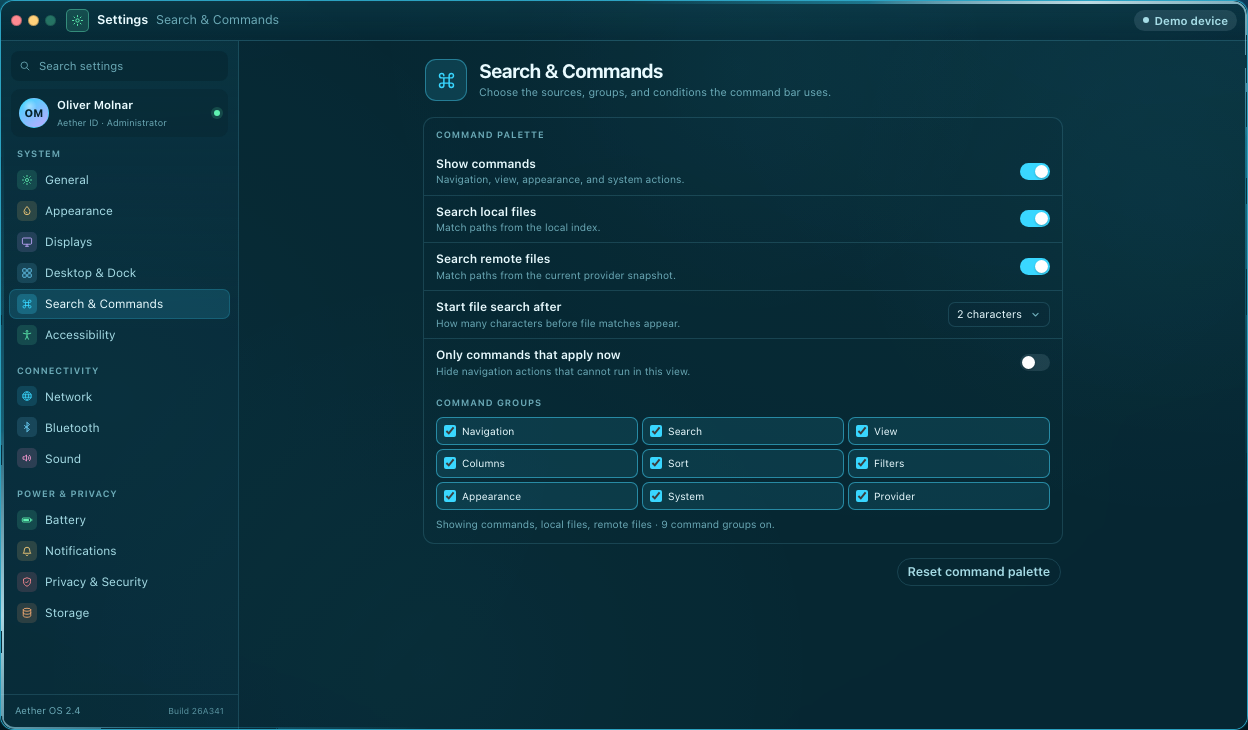 Settings Search & Commands
Demo device
Search settings
OM
Oliver Molnar
Aether ID · Administrator
SYSTEM
General
Appearance
Displays
Desktop & Dock
Search & Commands
Accessibility
CONNECTIVITY
Network
Bluetooth
Sound
POWER & PRIVACY
Battery
Notifications
Privacy & Security
Storage
Aether OS 2.4
Build 26A341
Search & Commands
Choose the sources, groups, and conditions the command bar uses.
COMMAND PALETTE
Show commands
Navigation, view, appearance, and system actions.
Search local files
Match paths from the local index.
Search remote files
Match paths from the current provider snapshot.
Start file search after
How many characters before file matches appear.
2 characters
Only commands that apply now
Hide navigation actions that cannot run in this view.
COMMAND GROUPS
Navigation
Search
View
Columns
Sort
Filters
Appearance
System
Provider
Showing commands, local files, remote files · 9 command groups on.
Reset command palette